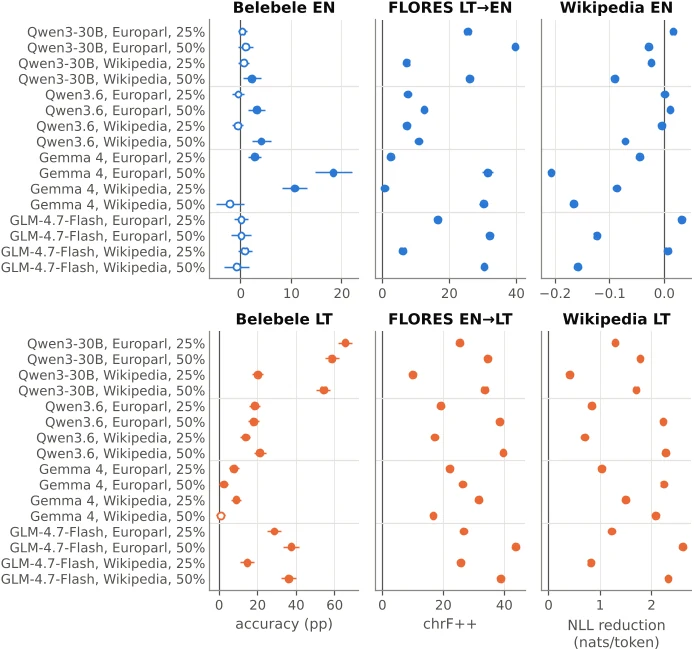 Belebele EN FLORES LT→EN Wikipedia EN
Qwen3-30B, Europarl, 25%
Qwen3-30B, Europarl, 50%
Qwen3-30B, Wikipedia, 25%
Qwen3-30B, Wikipedia, 50%
Qwen3.6, Europarl, 25%
Qwen3.6, Europarl, 50%
Qwen3.6, Wikipedia, 25%
Qwen3.6, Wikipedia, 50%
Gemma 4, Europarl, 25%
Gemma 4, Europarl, 50%
Gemma 4, Wikipedia, 25%
Gemma 4, Wikipedia, 50%
GLM-4.7-Flash, Europarl, 25%
GLM-4.7-Flash, Europarl, 50%
GLM-4.7-Flash, Wikipedia, 25%
GLM-4.7-Flash, Wikipedia, 50%
0 10 20 0 20 40 −0.2 −0.1 0.0
Belebele LT FLORES EN→LT Wikipedia LT
Qwen3-30B, Europarl, 25%
Qwen3-30B, Europarl, 50%
Qwen3-30B, Wikipedia, 25%
Qwen3-30B, Wikipedia, 50%
Qwen3.6, Europarl, 25%
Qwen3.6, Europarl, 50%
Qwen3.6, Wikipedia, 25%
Qwen3.6, Wikipedia, 50%
Gemma 4, Europarl, 25%
Gemma 4, Europarl, 50%
Gemma 4, Wikipedia, 25%
Gemma 4, Wikipedia, 50%
GLM-4.7-Flash, Europarl, 25%
GLM-4.7-Flash, Europarl, 50%
GLM-4.7-Flash, Wikipedia, 25%
GLM-4.7-Flash, Wikipedia, 50%
0 20 40 60 0 20 40 0 1 2
accuracy (pp) chrF++ NLL reduction
(nats/token)